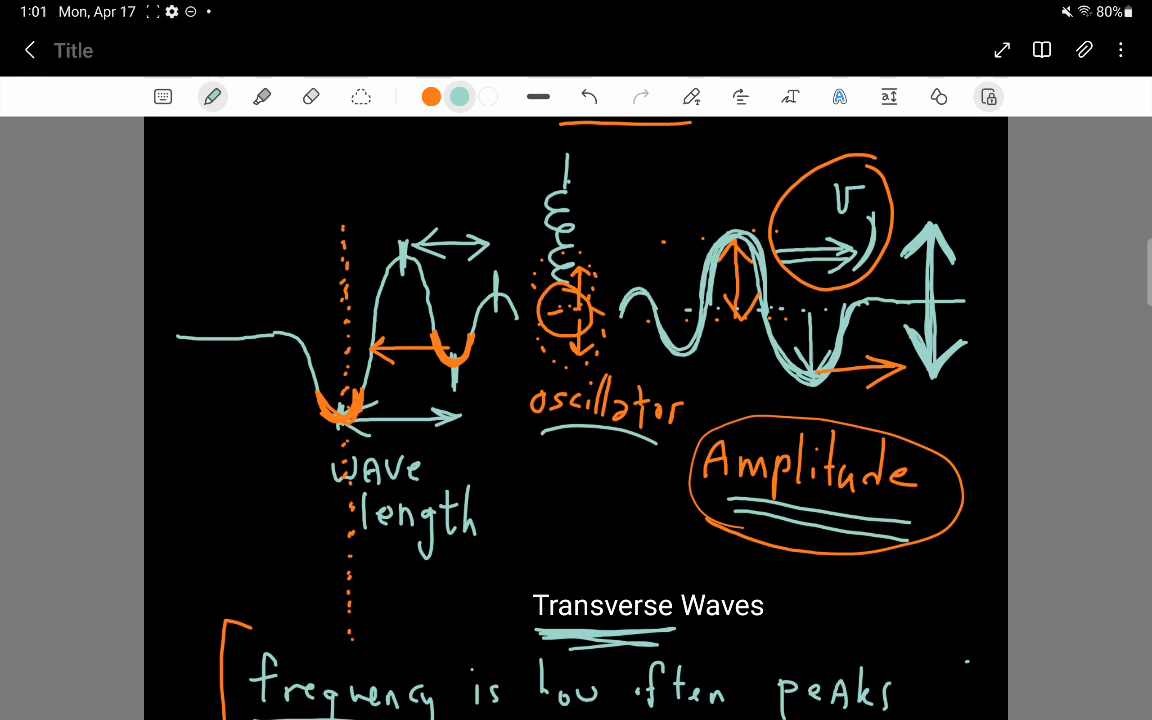 1:01 Mon, Apr 17
80%
Title
v
oscillator
Amplitude
wave
length
Transverse Waves
frequency is how often peaks